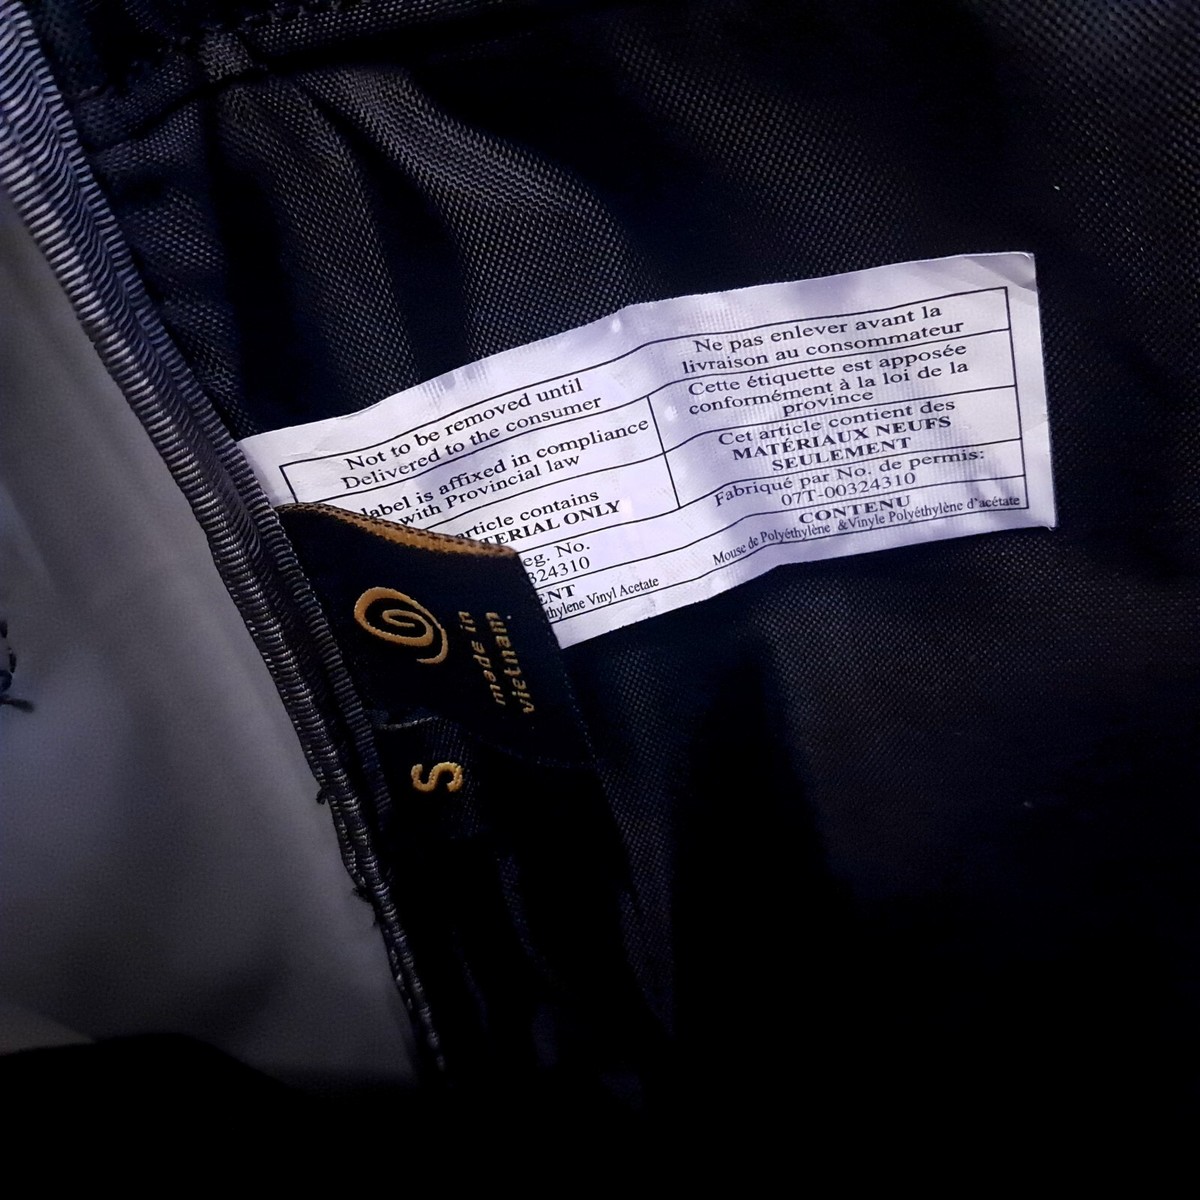 Not to be removed until
Delivered to the consumer
label is affixed in compliance
with Provincial law
article contains
TERIAL ONLY
eg. No.
324310
ENT
thylene Vinyl Acetate
Ne pas enlever avant la
livraison au consommateur
Cette étiquette est apposée
conformément à la loi de la
province
Cet article contient des
MATÉRIAUX NEUFS
SEULEMENT
Fabriqué par No. de permis:
07T-00324310
CONTENU
Mouse de Polyéthylène &Vinyle Polyéthylène d'acétate
made in
vietnam
S